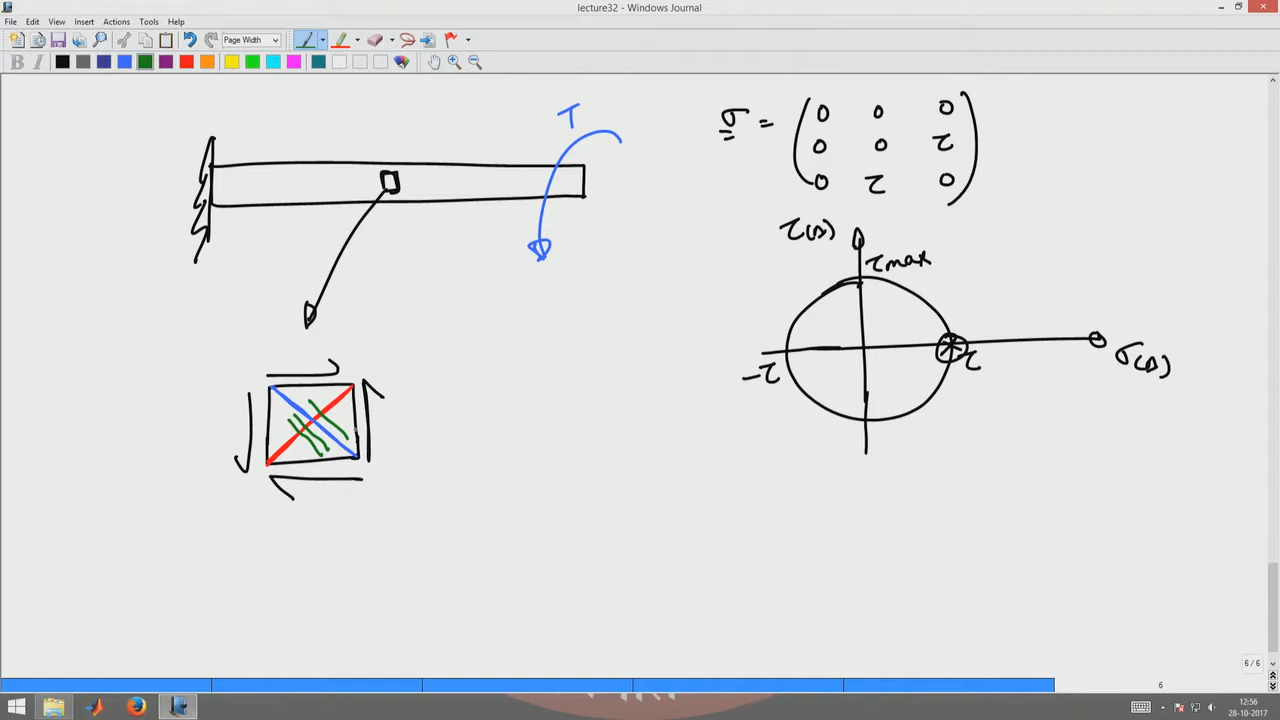 lecture32 - Windows Journal
File Edit View Insert Actions Tools Help
Page Width
B I
T
σ = ( 0 0 0
0 0 τ
0 τ 0 )
τ(n)
τmax
-τ τ σ(n)
6 / 6
6
12:56
28-10-2017